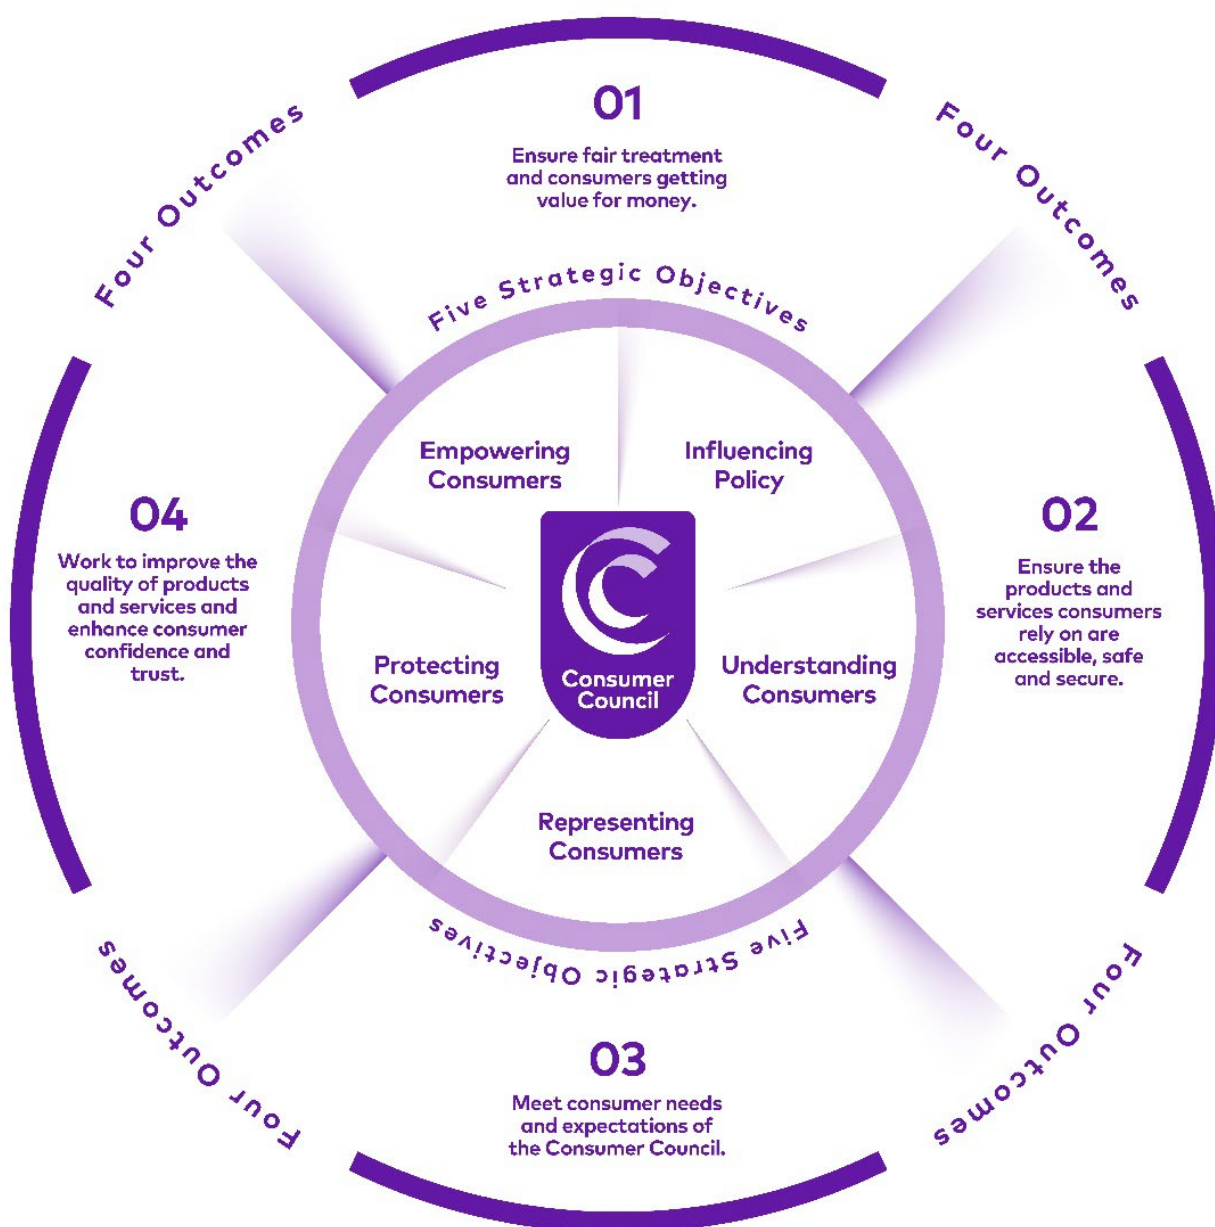 Four Outcomes
Four Outcomes
01
Ensure fair treatment
and consumers getting
value for money.
Five Strategic Objectives
Empowering
Consumers
Influencing
Policy
04
Work to improve the
quality of products
and services and
enhance consumer
confidence and
trust.
02
Ensure the
products and
services consumers
rely on are
accessible, safe
and secure.
Protecting
Consumers
Consumer
Council
Understanding
Consumers
Representing
Consumers
Five Strategic Objectives
03
Meet consumer needs
and expectations of
the Consumer Council.
Four Outcomes
Four Outcomes